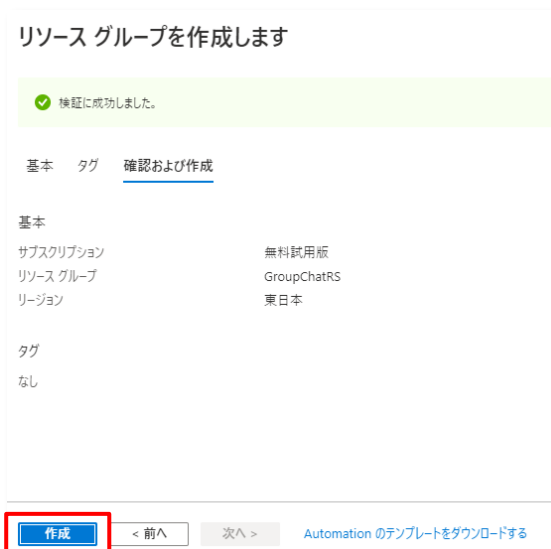 リソース グループを作成します
検証に成功しました。
基本 タグ 確認および作成
基本
サブスクリプション 無料試用版
リソース グループ GroupChatRS
リージョン 東日本
タグ
なし
作成 < 前へ 次へ > Automation のテンプレートをダウンロードする